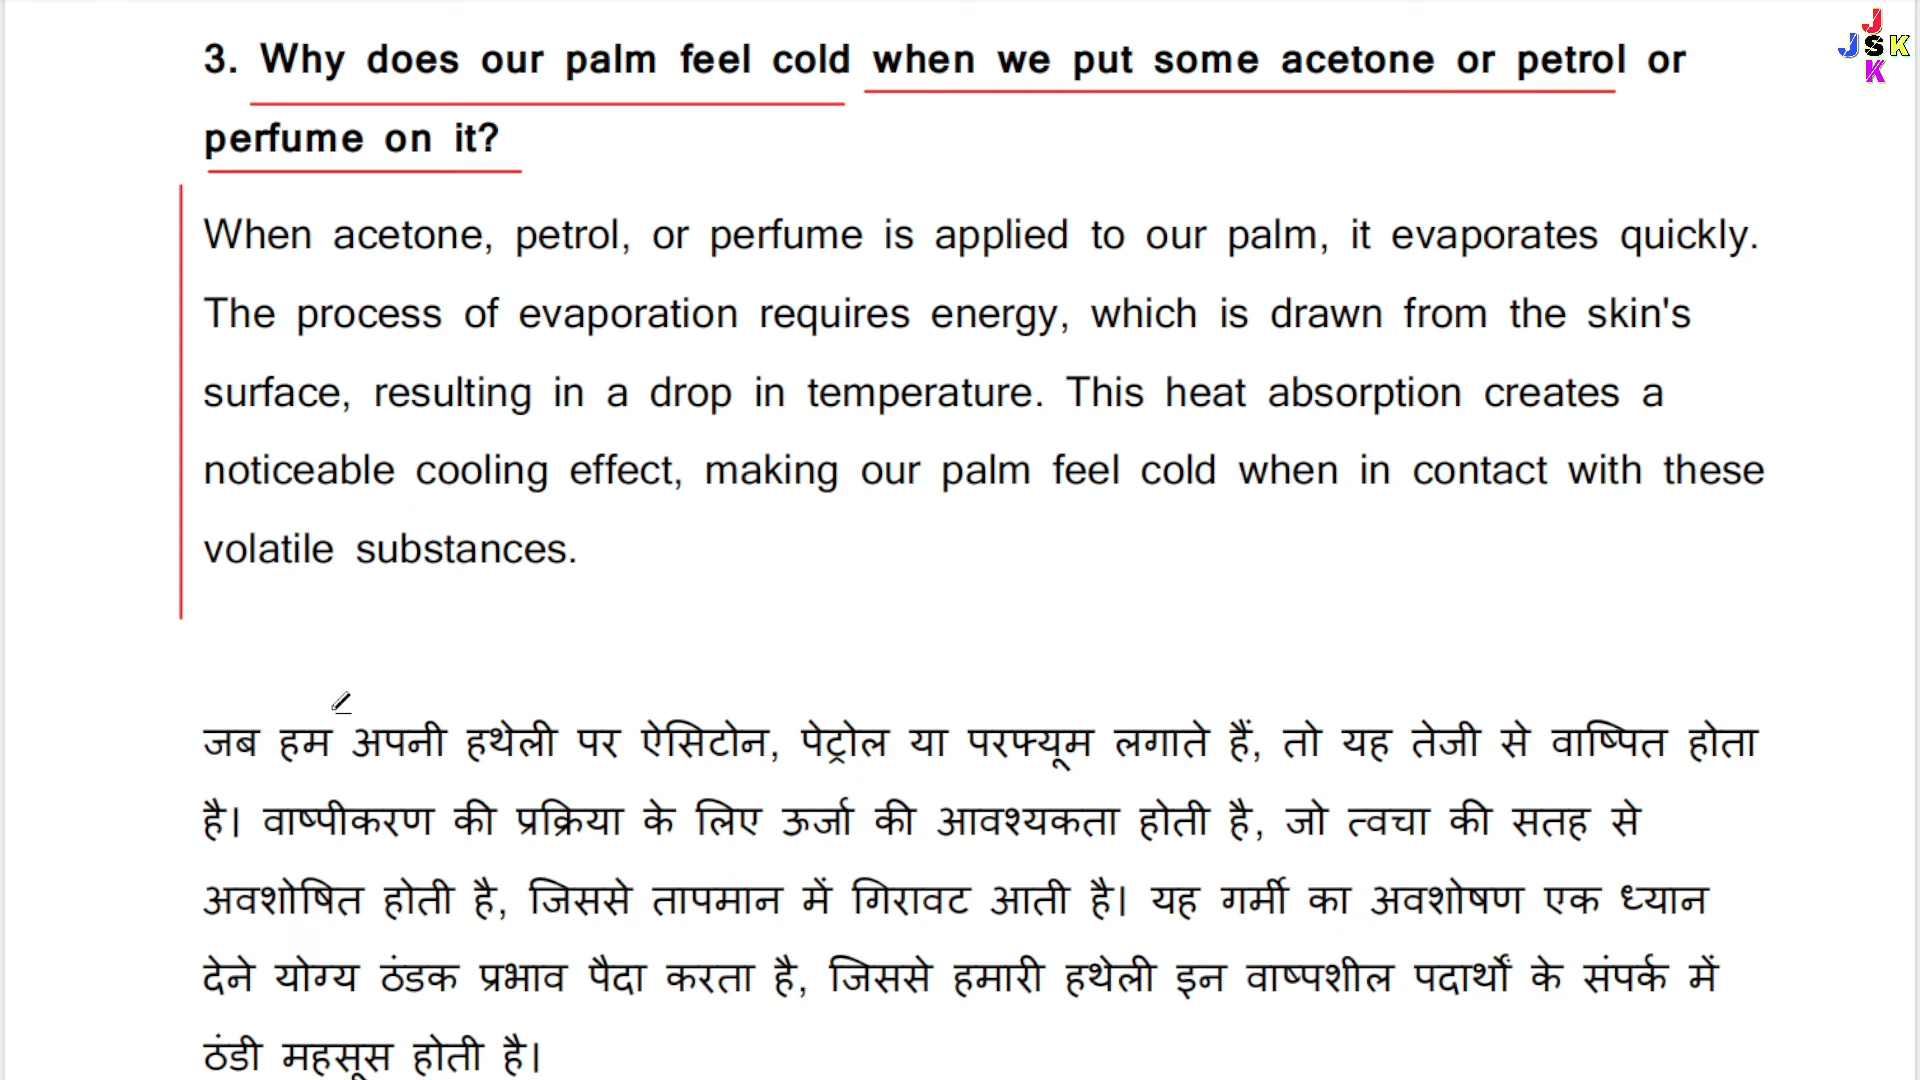 3. Why does our palm feel cold when we put some acetone or petrol or
perfume on it?
When acetone, petrol, or perfume is applied to our palm, it evaporates quickly.
The process of evaporation requires energy, which is drawn from the skin's
surface, resulting in a drop in temperature. This heat absorption creates a
noticeable cooling effect, making our palm feel cold when in contact with these
volatile substances.
जब हम अपनी हथेली पर ऐसिटोन, पेट्रोल या परफ्यूम लगाते हैं, तो यह तेजी से वाष्पित होता
है। वाष्पीकरण की प्रक्रिया के लिए ऊर्जा की आवश्यकता होती है, जो त्वचा की सतह से
अवशोषित होती है, जिससे तापमान में गिरावट आती है। यह गर्मी का अवशोषण एक ध्यान
देने योग्य ठंडक प्रभाव पैदा करता है, जिससे हमारी हथेली इन वाष्पशील पदार्थों के संपर्क में
ठंडी महसूस होती है।
J
JSK
K